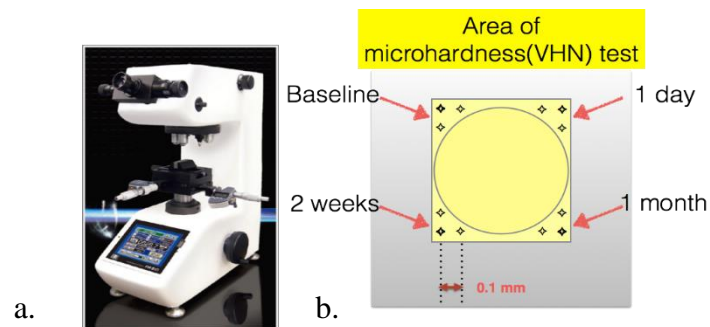 Area of
microhardness(VHN) test
Baseline
1 day
2 weeks
1 month
0.1 mm
a.
b.